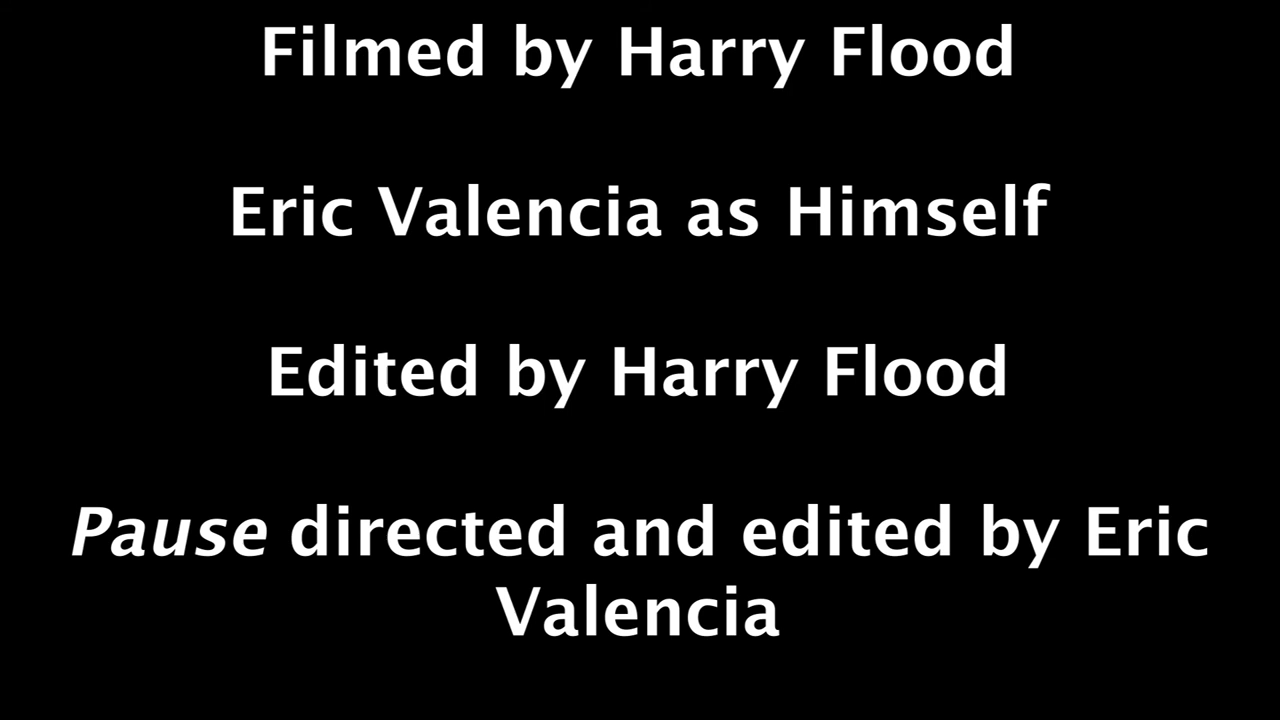 Filmed by Harry Flood
Eric Valencia as Himself
Edited by Harry Flood
Pause directed and edited by Eric
Valencia